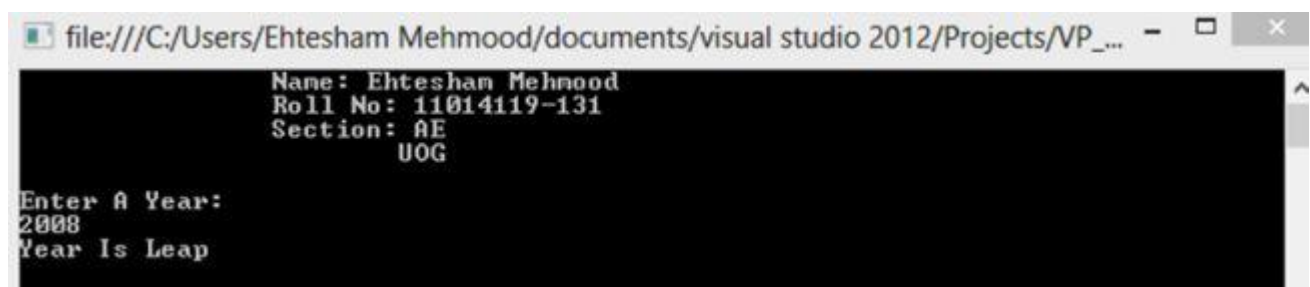 file:///C:/Users/Ehtesham Mehmood/documents/visual studio 2012/Projects/VP_...
Name: Ehtesham Mehmood
Roll No: 11014119-131
Section: AE
UOG
Enter A Year:
2008
Year Is Leap